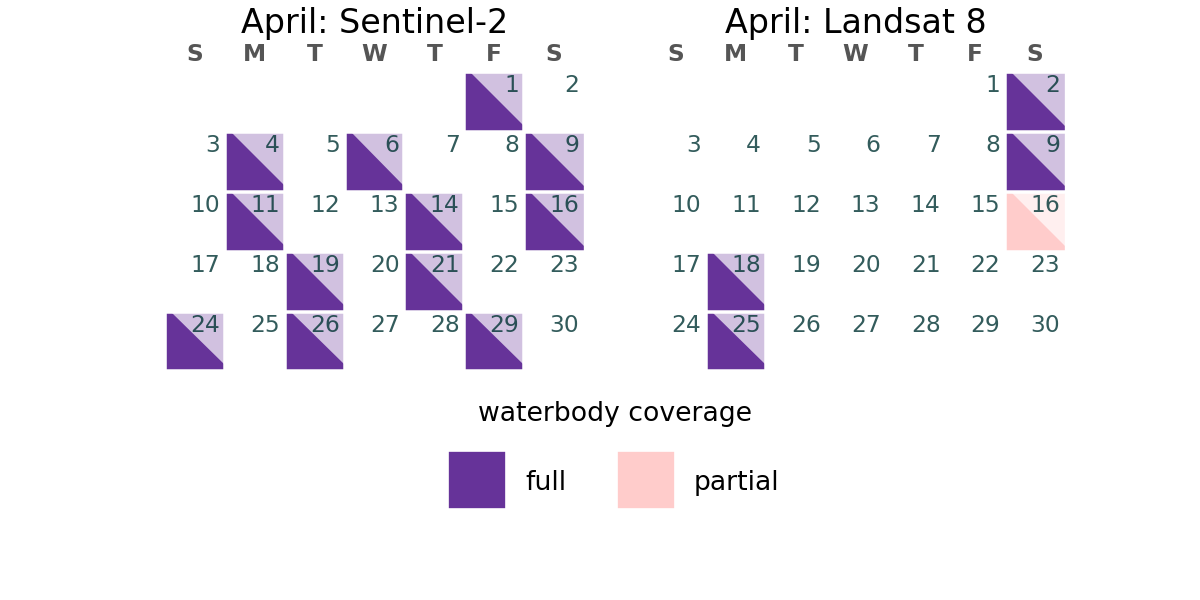 April: Sentinel-2
S M T W T F S
1 2
3 4 5 6 7 8 9
10 11 12 13 14 15 16
17 18 19 20 21 22 23
24 25 26 27 28 29 30
April: Landsat 8
S M T W T F S
1 2
3 4 5 6 7 8 9
10 11 12 13 14 15 16
17 18 19 20 21 22 23
24 25 26 27 28 29 30
waterbody coverage
full partial